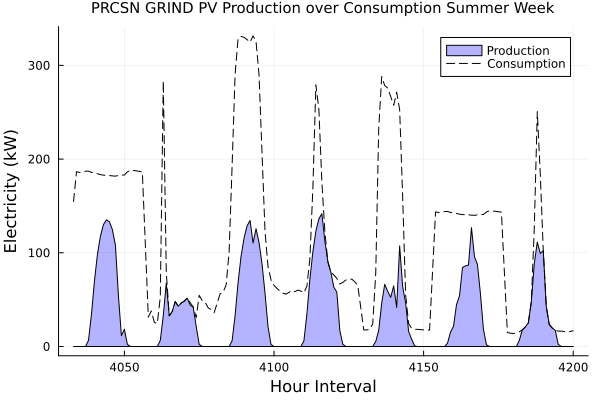 PRCSN GRIND PV Production over Consumption Summer Week
Production
Consumption
Electricity (kW)
300
200
100
0
4050
4100
4150
4200
Hour Interval